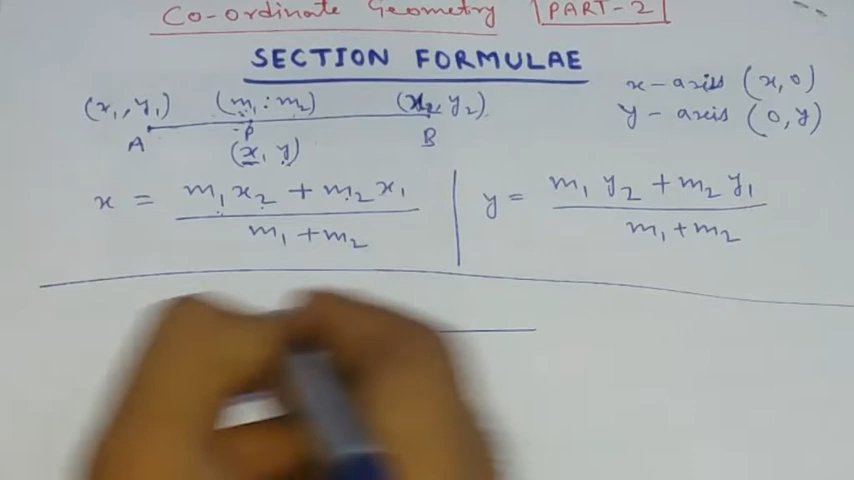 Co-ordinate Geometry PART-2
SECTION FORMULAE
(x₁, y₁) (m₁ : m₂) (x₂, y₂)
A P B
(x, y)
x-axis (x, 0)
y-axis (0, y)
x = (m₁x₂ + m₂x₁) / (m₁ + m₂)
y = (m₁y₂ + m₂y₁) / (m₁ + m₂)